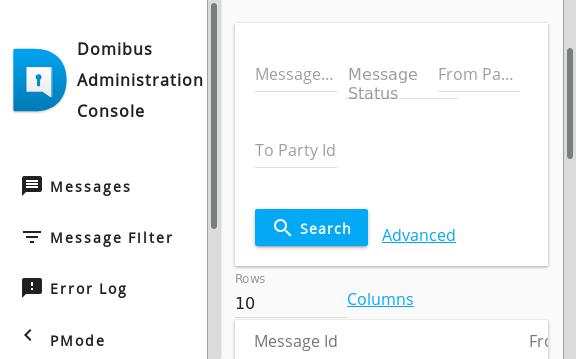 Domibus
Administration
Console
Messages
Message FIlter
Error Log
PMode
Message...
Message
Status
From Pa...
To Party Id
Search
Advanced
Rows
10
Columns
Message Id
Fro